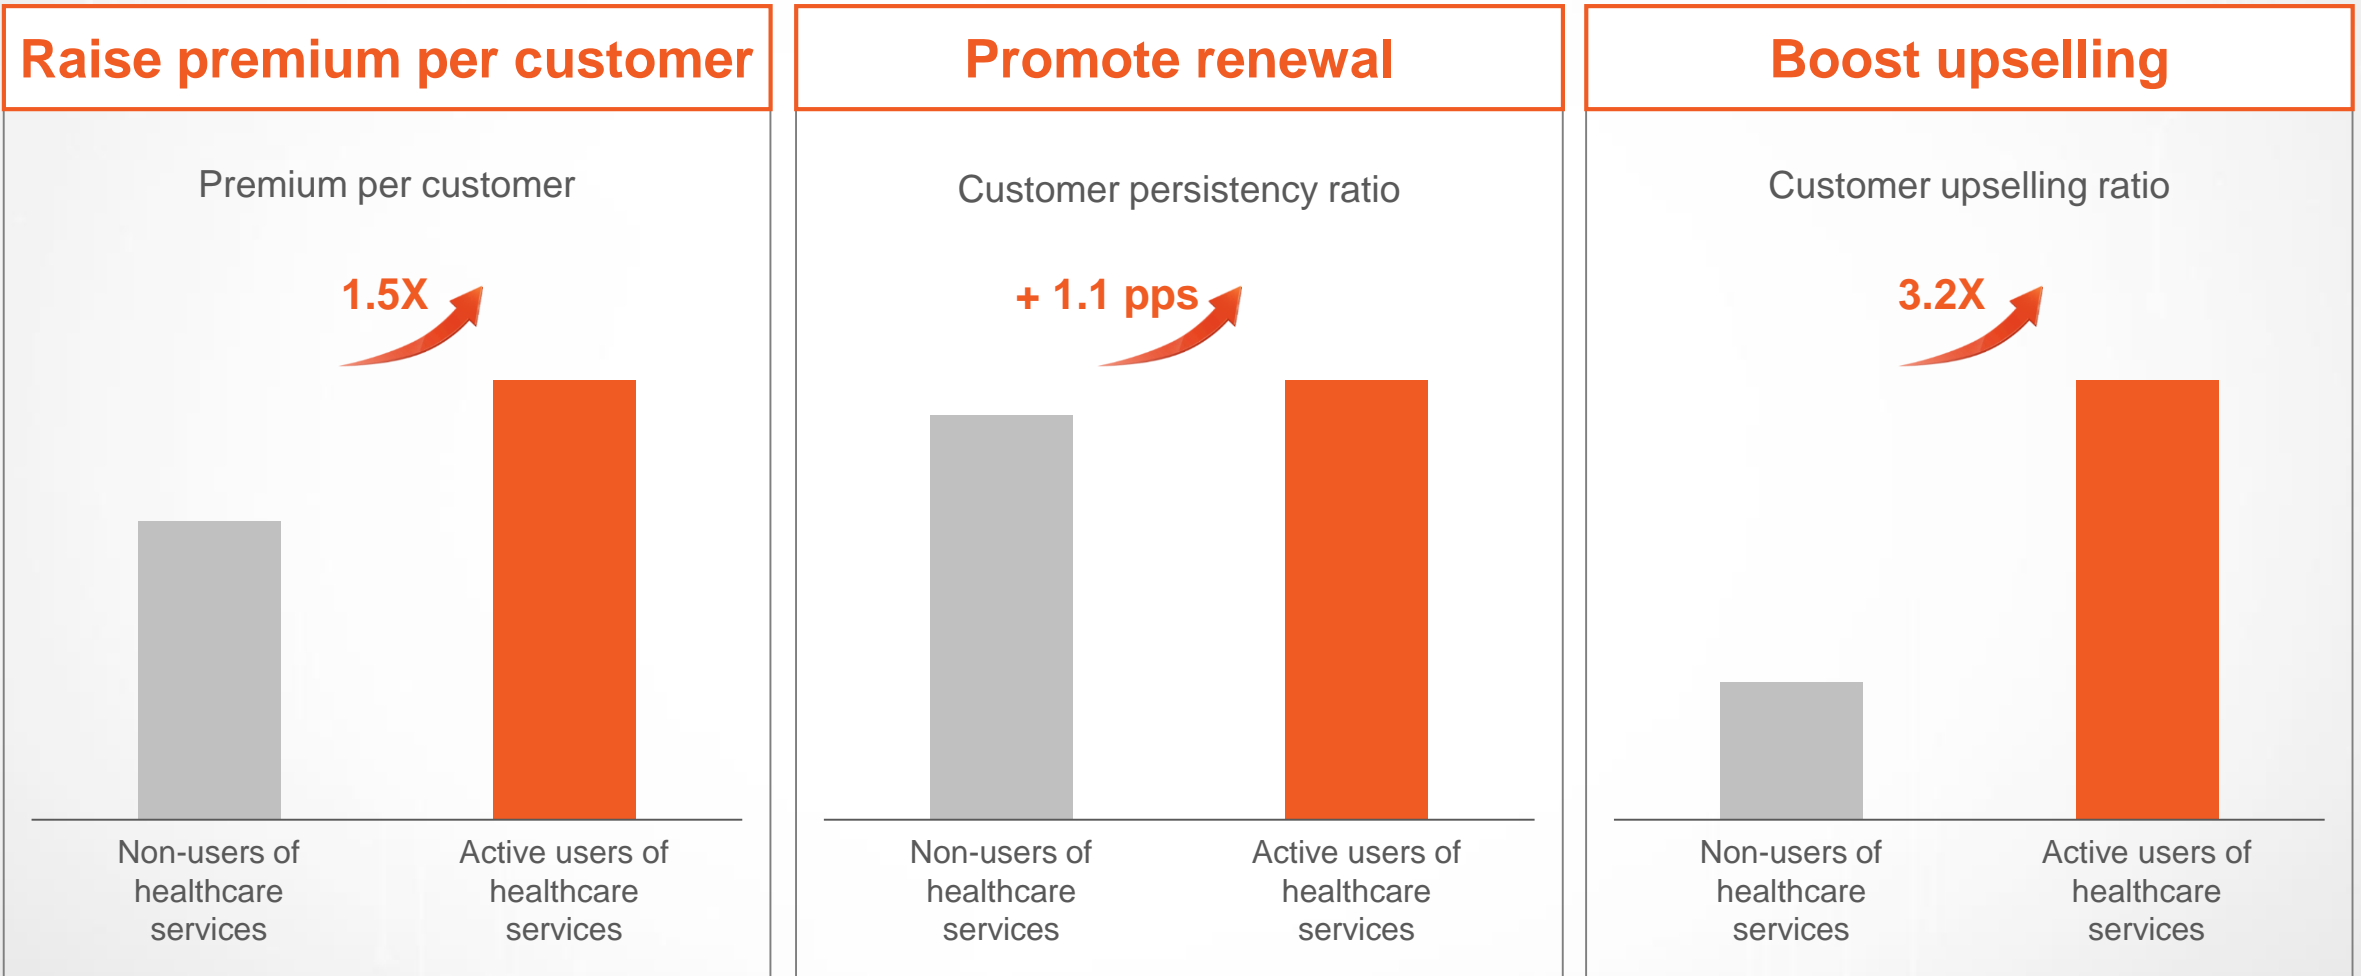 Raise premium per customer
Premium per customer
1.5X
Non-users of
healthcare
services
Active users of
healthcare
services
Promote renewal
Customer persistency ratio
+ 1.1 pps
Non-users of
healthcare
services
Active users of
healthcare
services
Boost upselling
Customer upselling ratio
3.2X
Non-users of
healthcare
services
Active users of
healthcare
services